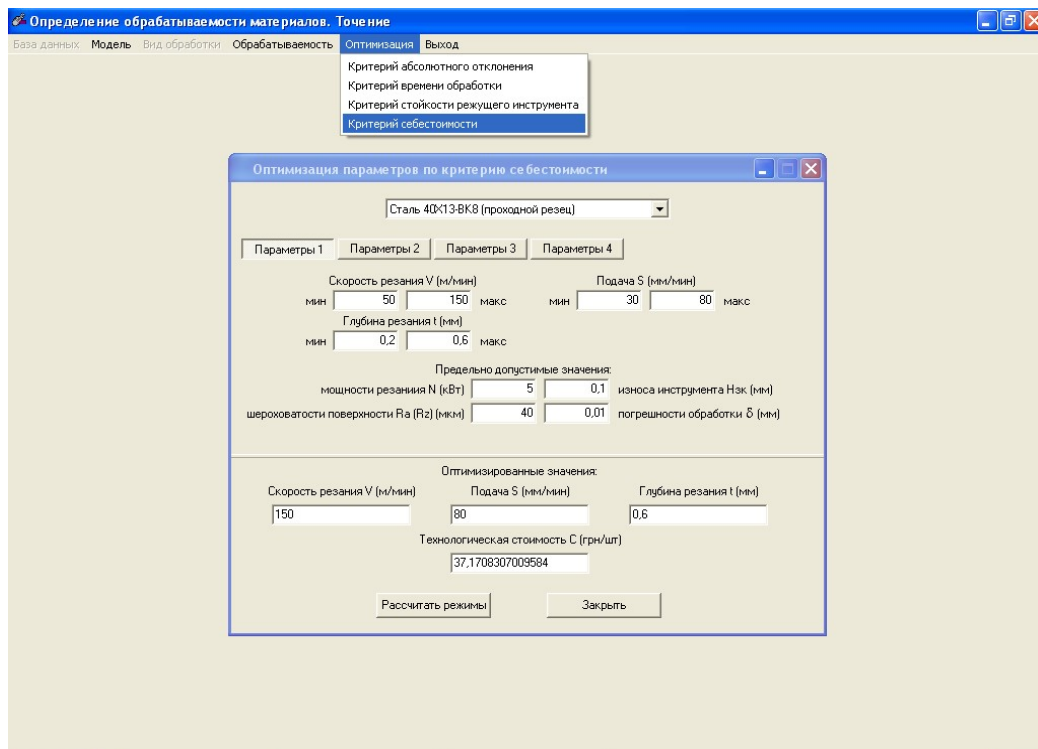 Определение обрабатываемости материалов. Точение
База данных Модель Вид обработки Обрабатываемость Оптимизация Выход
Критерий абсолютного отклонения
Критерий времени обработки
Критерий стойкости режущего инструмента
Критерий себестоимости
Оптимизация параметров по критерию себестоимости
Сталь 40Х13-ВК8 (проходной резец)
Параметры 1 Параметры 2 Параметры 3 Параметры 4
Скорость резания V (м/мин) Подача S (мм/мин)
мин 50 150 макс мин 30 80 макс
Глубина резания t (мм)
мин 0,2 0,6 макс
Предельно допустимые значения:
мощности резаниия N (кВт) 5 0,1 износа инструмента Hзк (мм)
шероховатости поверхности Ra (Rz) (мкм) 40 0,01 погрешности обработки δ (мм)
Оптимизированные значения:
Скорость резания V (м/мин) Подача S (мм/мин) Глубина резания t (мм)
150 80 0,6
Технологическая стоимость С (грн/шт)
37,1708307009584
Рассчитать режимы Закрыть